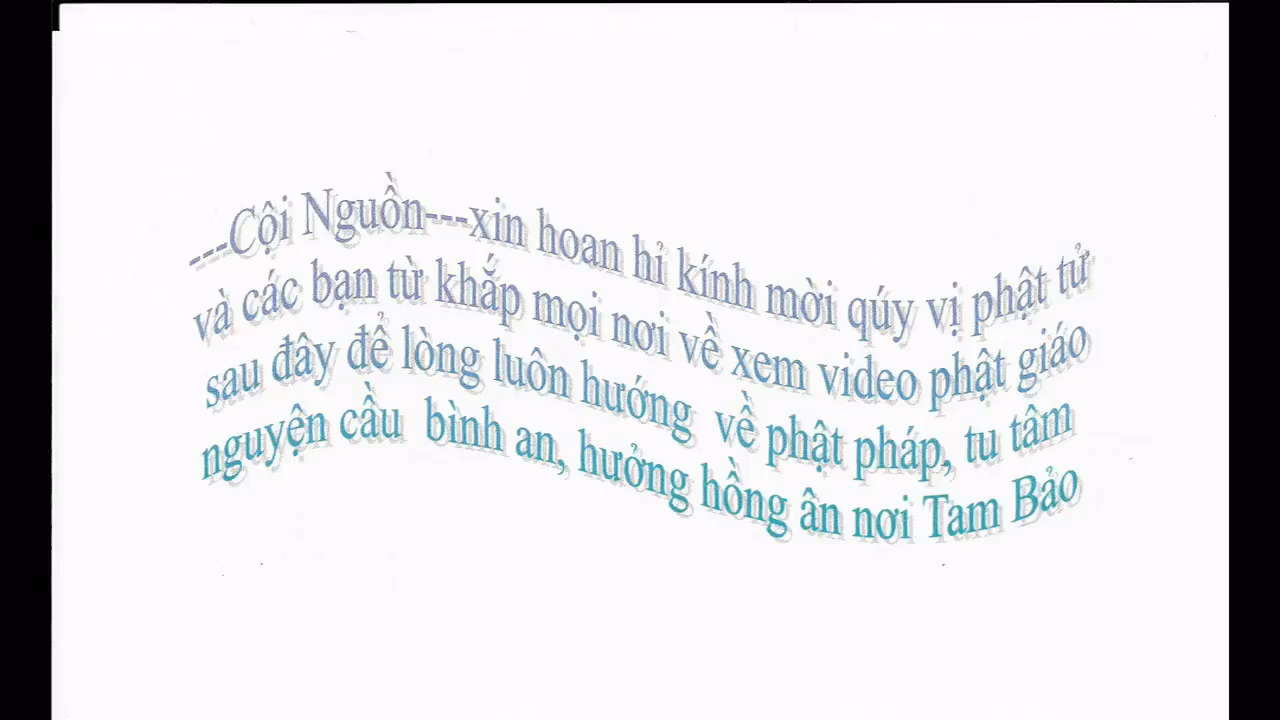 ---Cội Nguồn---xin hoan hỉ kính mời qúy vị phật tử
và các bạn từ khắp mọi nơi về xem video phật giáo
sau đây để lòng luôn hướng về phật pháp, tu tâm
nguyện cầu bình an, hưởng hồng ân nơi Tam Bảo